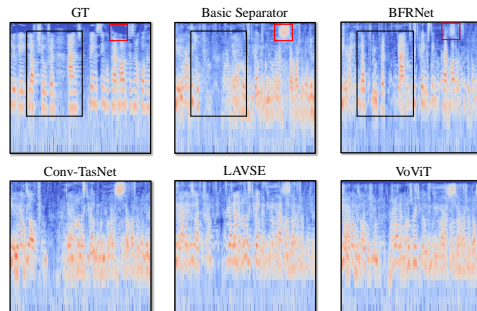 GT
Basic Separator
BFRNet
Conv-TasNet
LAVSE
VoViT